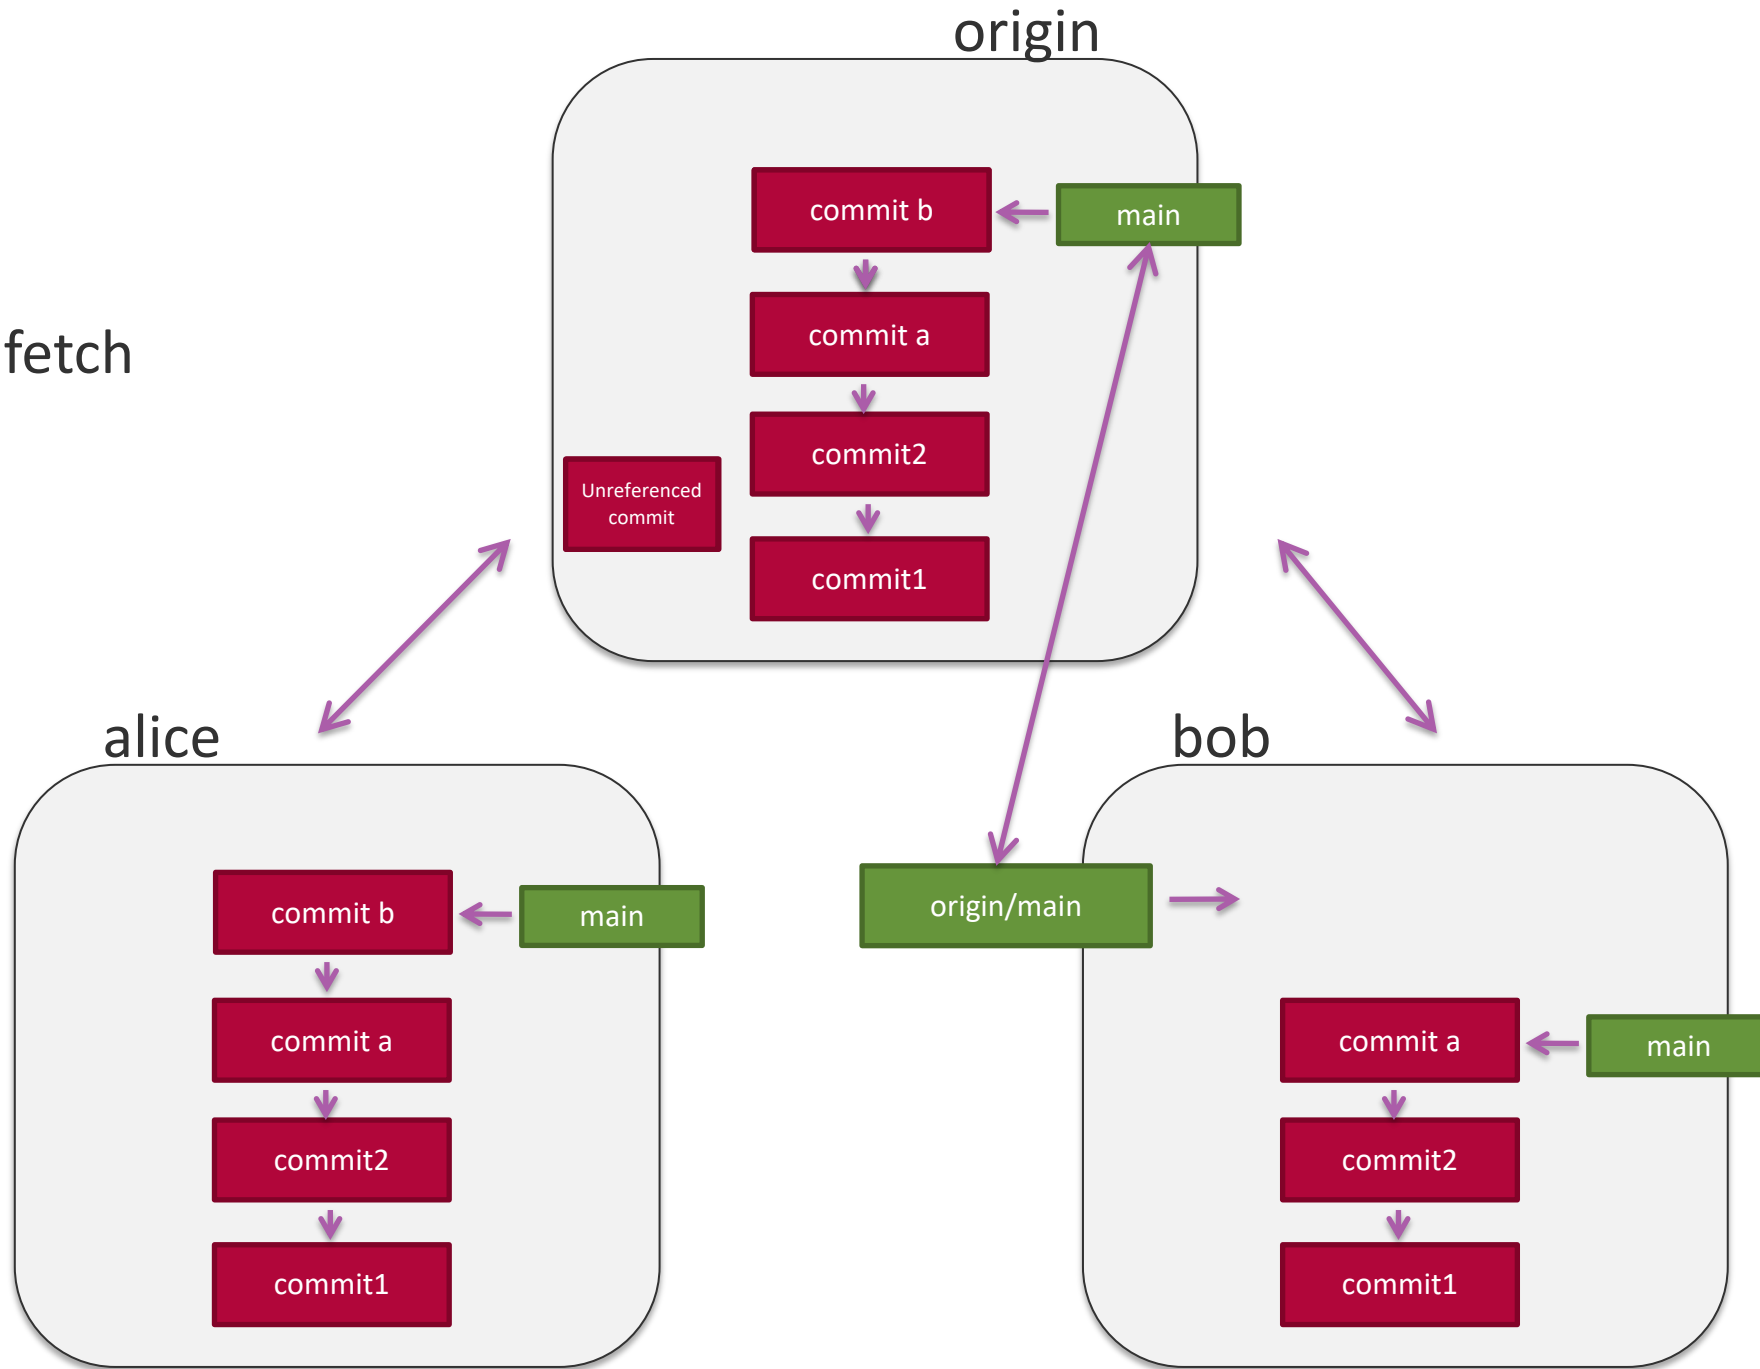 origin
commit b
main
commit a
fetch
commit2
Unreferenced
commit
commit1
alice
bob
commit b
main
origin/main
commit a
commit a
main
commit2
commit2
commit1
commit1